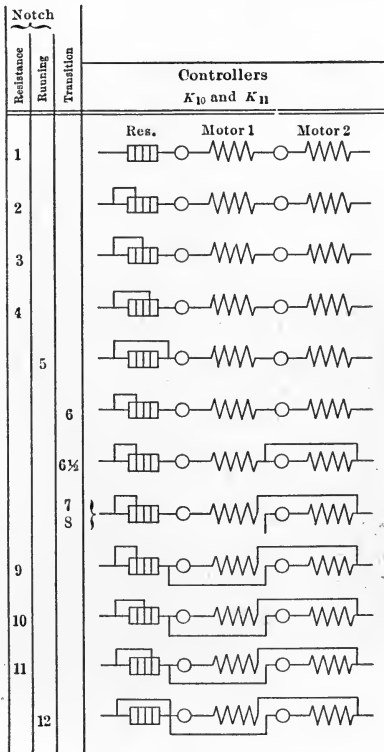 Notch
Resistance
Running
Transition
Controllers
K10 and K11
Res. Motor 1 Motor 2
1
2
3
4
5
6
6½
7
8
9
10
11
12